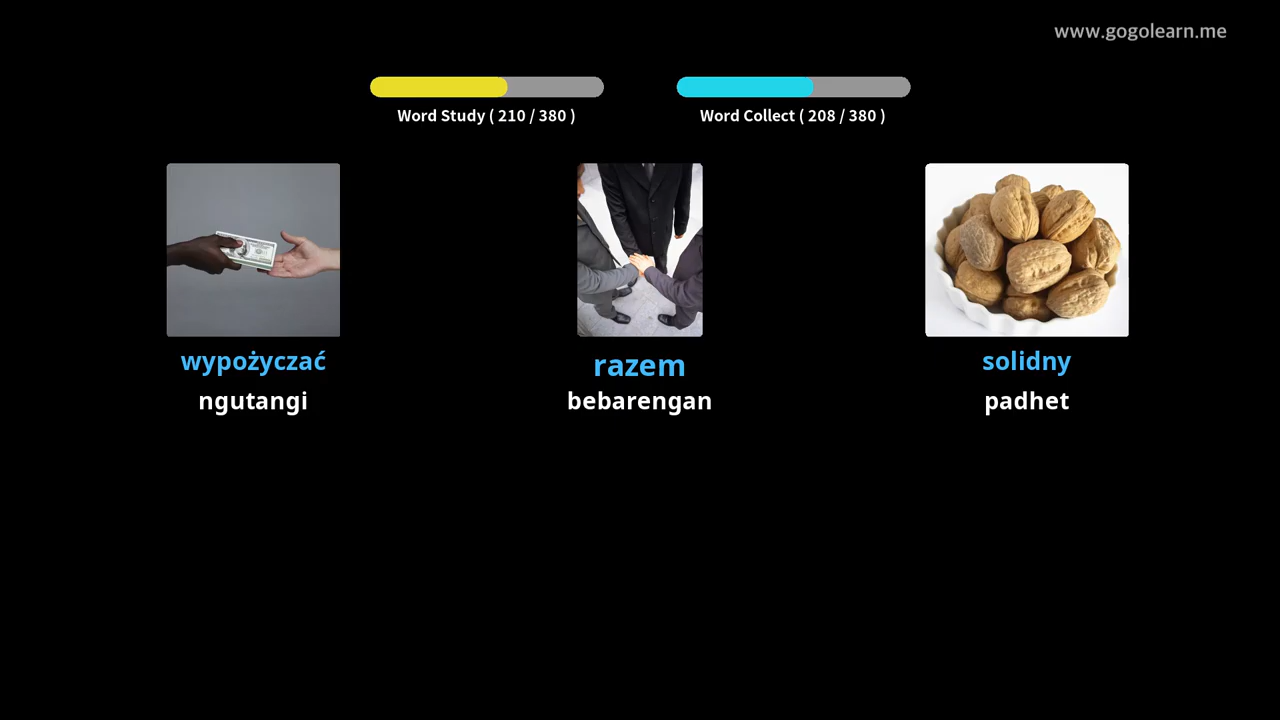 www.gogolearn.me
Word Study ( 210 / 380 )
Word Collect ( 208 / 380 )
wypożyczać
ngutangi
razem
bebarengan
solidny
padhet